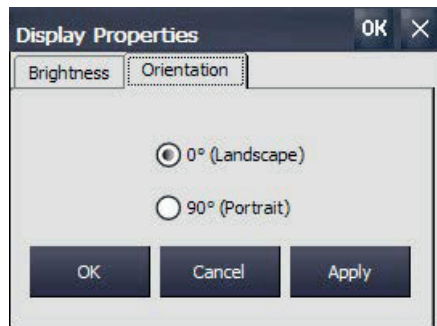 Display Properties OK ×
Brightness Orientation
0° (Landscape)
90° (Portrait)
OK Cancel Apply